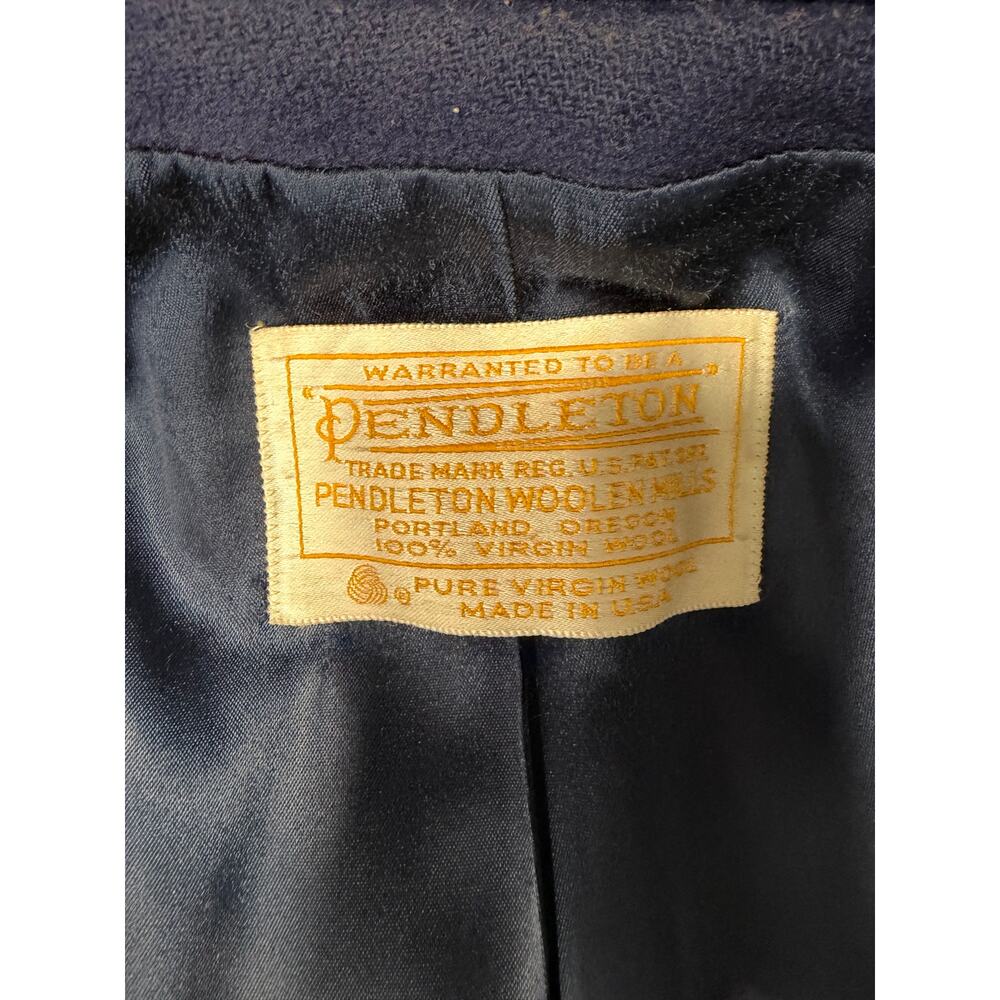 WARRANTED TO BE A
"PENDLETON"
TRADE MARK REG. U.S. PAT. OFF.
PENDLETON WOOLEN MILLS
PORTLAND, OREGON
100% VIRGIN WOOL
® PURE VIRGIN WOOL
MADE IN U.S.A